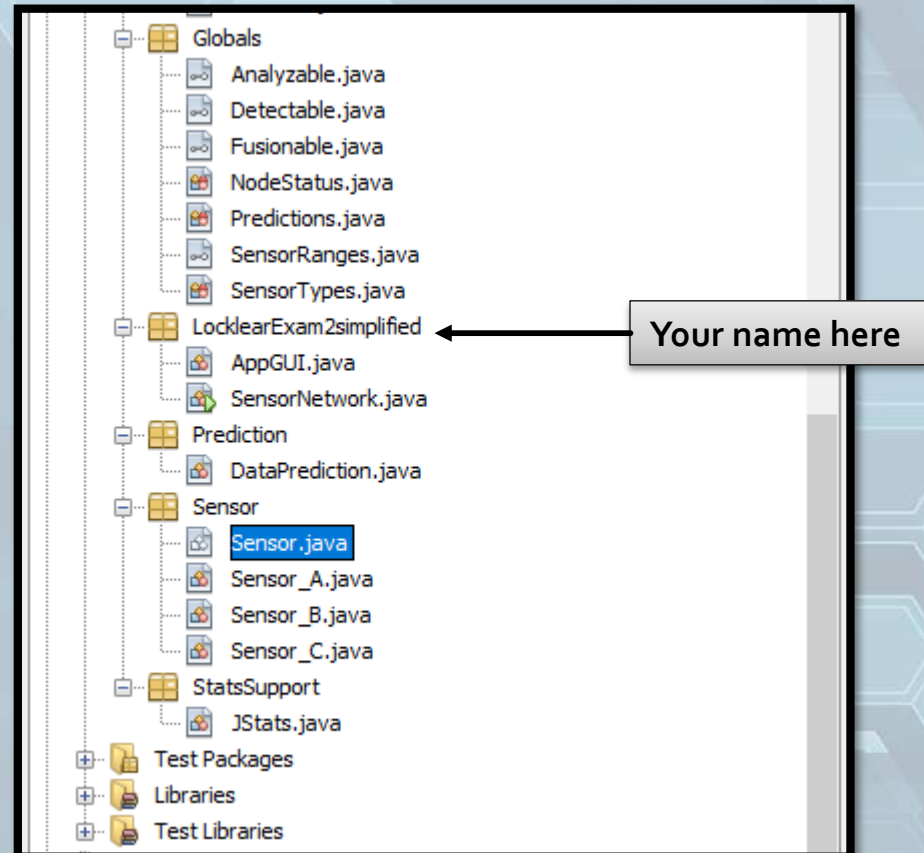 Globals
Analyzable.java
Detectable.java
Fusionable.java
NodeStatus.java
Predictions.java
SensorRanges.java
SensorTypes.java
LocklearExam2simplified
Your name here
AppGUI.java
SensorNetwork.java
Prediction
DataPrediction.java
Sensor
Sensor.java
Sensor_A.java
Sensor_B.java
Sensor_C.java
StatsSupport
JStats.java
Test Packages
Libraries
Test Libraries